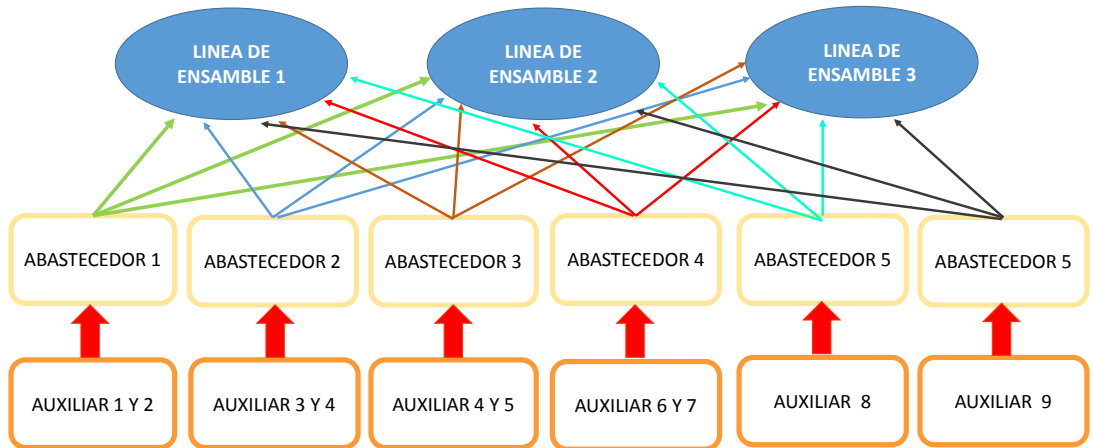 LINEA DE
ENSAMBLE 1
LINEA DE
ENSAMBLE 2
LINEA DE
ENSAMBLE 3
ABASTECEDOR 1
ABASTECEDOR 2
ABASTECEDOR 3
ABASTECEDOR 4
ABASTECEDOR 5
ABASTECEDOR 5
AUXILIAR 1 Y 2
AUXILIAR 3 Y 4
AUXILIAR 4 Y 5
AUXILIAR 6 Y 7
AUXILIAR 8
AUXILIAR 9